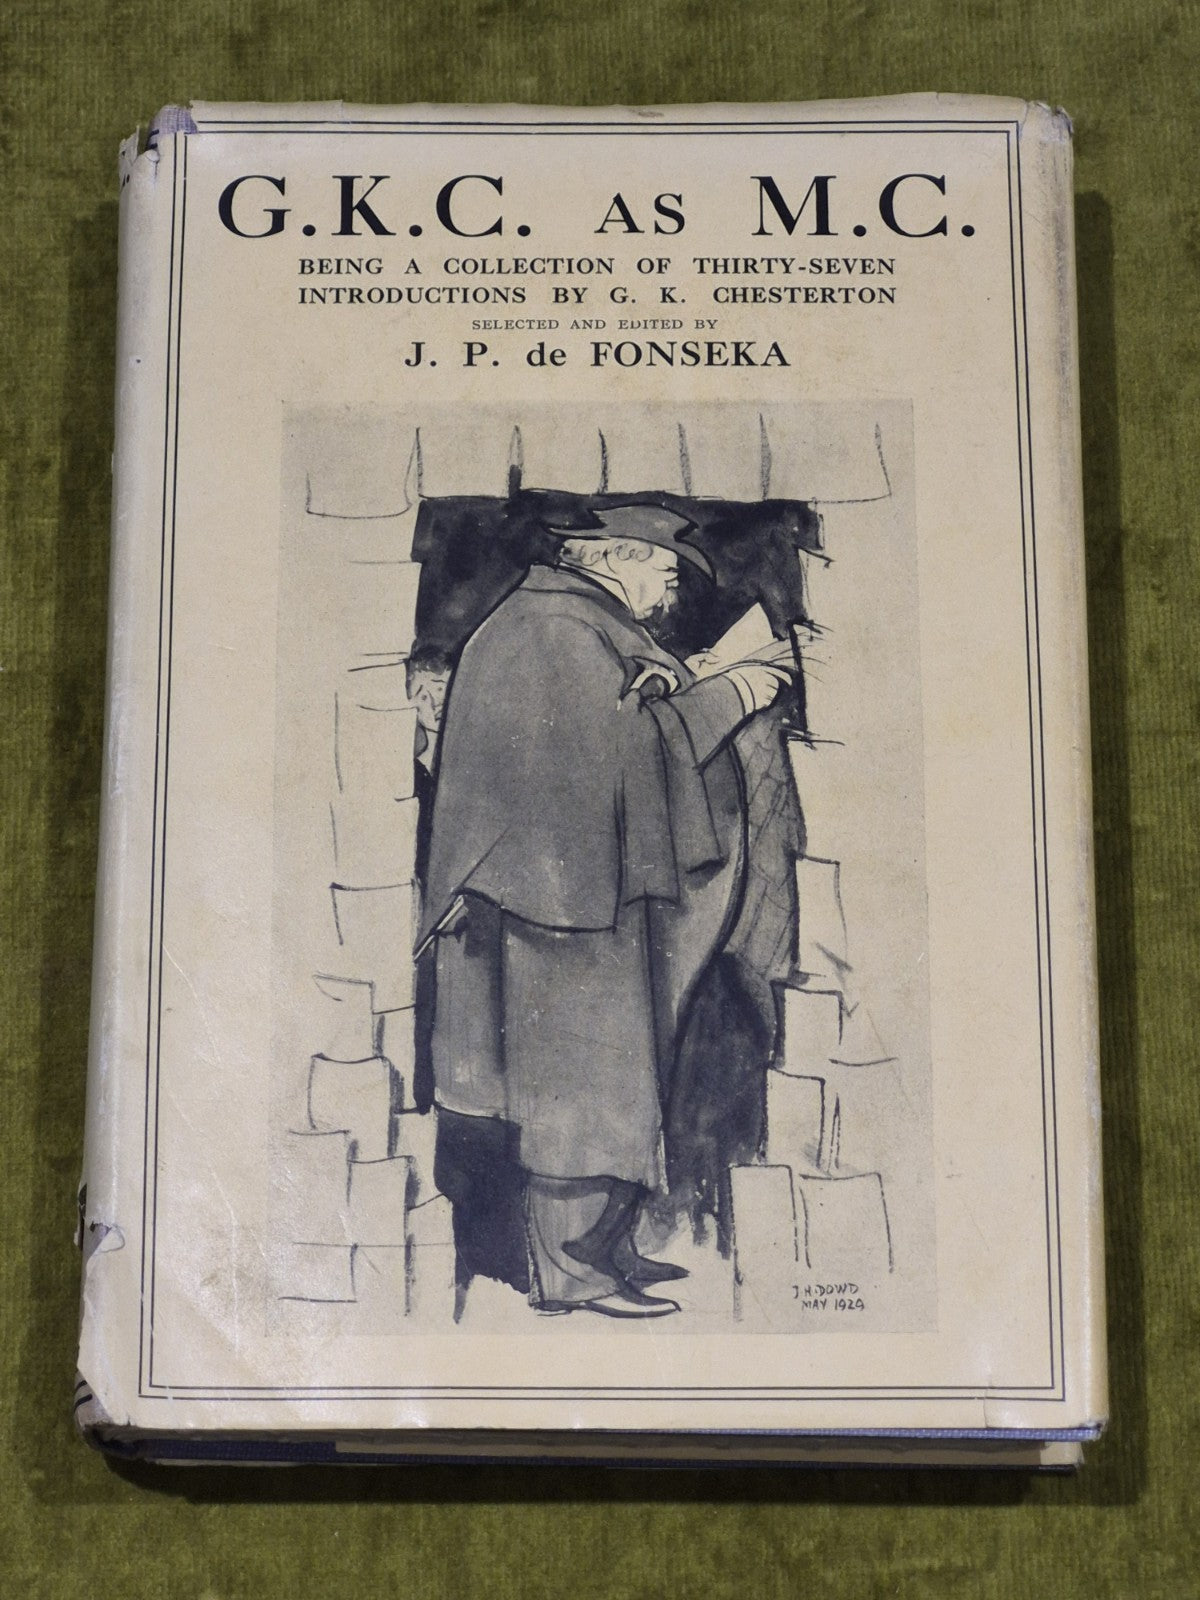 G.K.C. AS M.C.
BEING A COLLECTION OF THIRTY-SEVEN
INTRODUCTIONS BY G. K. CHESTERTON
SELECTED AND EDITED BY
J. P. de FONSEKA
J.H.DOWD
MAY 1929